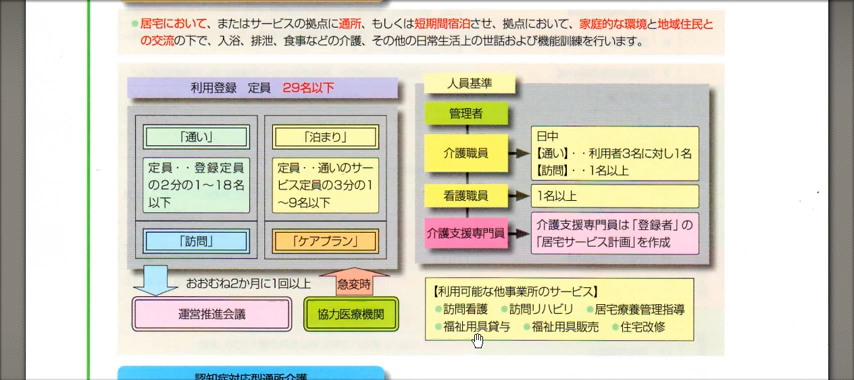 ●居宅において、またはサービスの拠点に通所、もしくは短期間宿泊させ、拠点において、家庭的な環境と地域住民と
の交流の下で、入浴、排泄、食事などの介護、その他の日常生活上の世話および機能訓練を行います。
利用登録　定員　29名以下
「通い」
「泊まり」
定員‥登録定員
の2分の1～18名
以下
定員‥通いのサー
ビス定員の3分の1
～9名以下
「訪問」
「ケアプラン」
おおむね2か月に1回以上
急変時
運営推進会議
協力医療機関
人員基準
管理者
介護職員
日中
【通い】‥利用者3名に対し1名
【訪問】‥1名以上
看護職員
1名以上
介護支援専門員
介護支援専門員は「登録者」の
「居宅サービス計画」を作成
【利用可能な他事業所のサービス】
●訪問看護　●訪問リハビリ　●居宅療養管理指導
●福祉用具貸与　●福祉用具販売　●住宅改修
認知症対応型通所介護